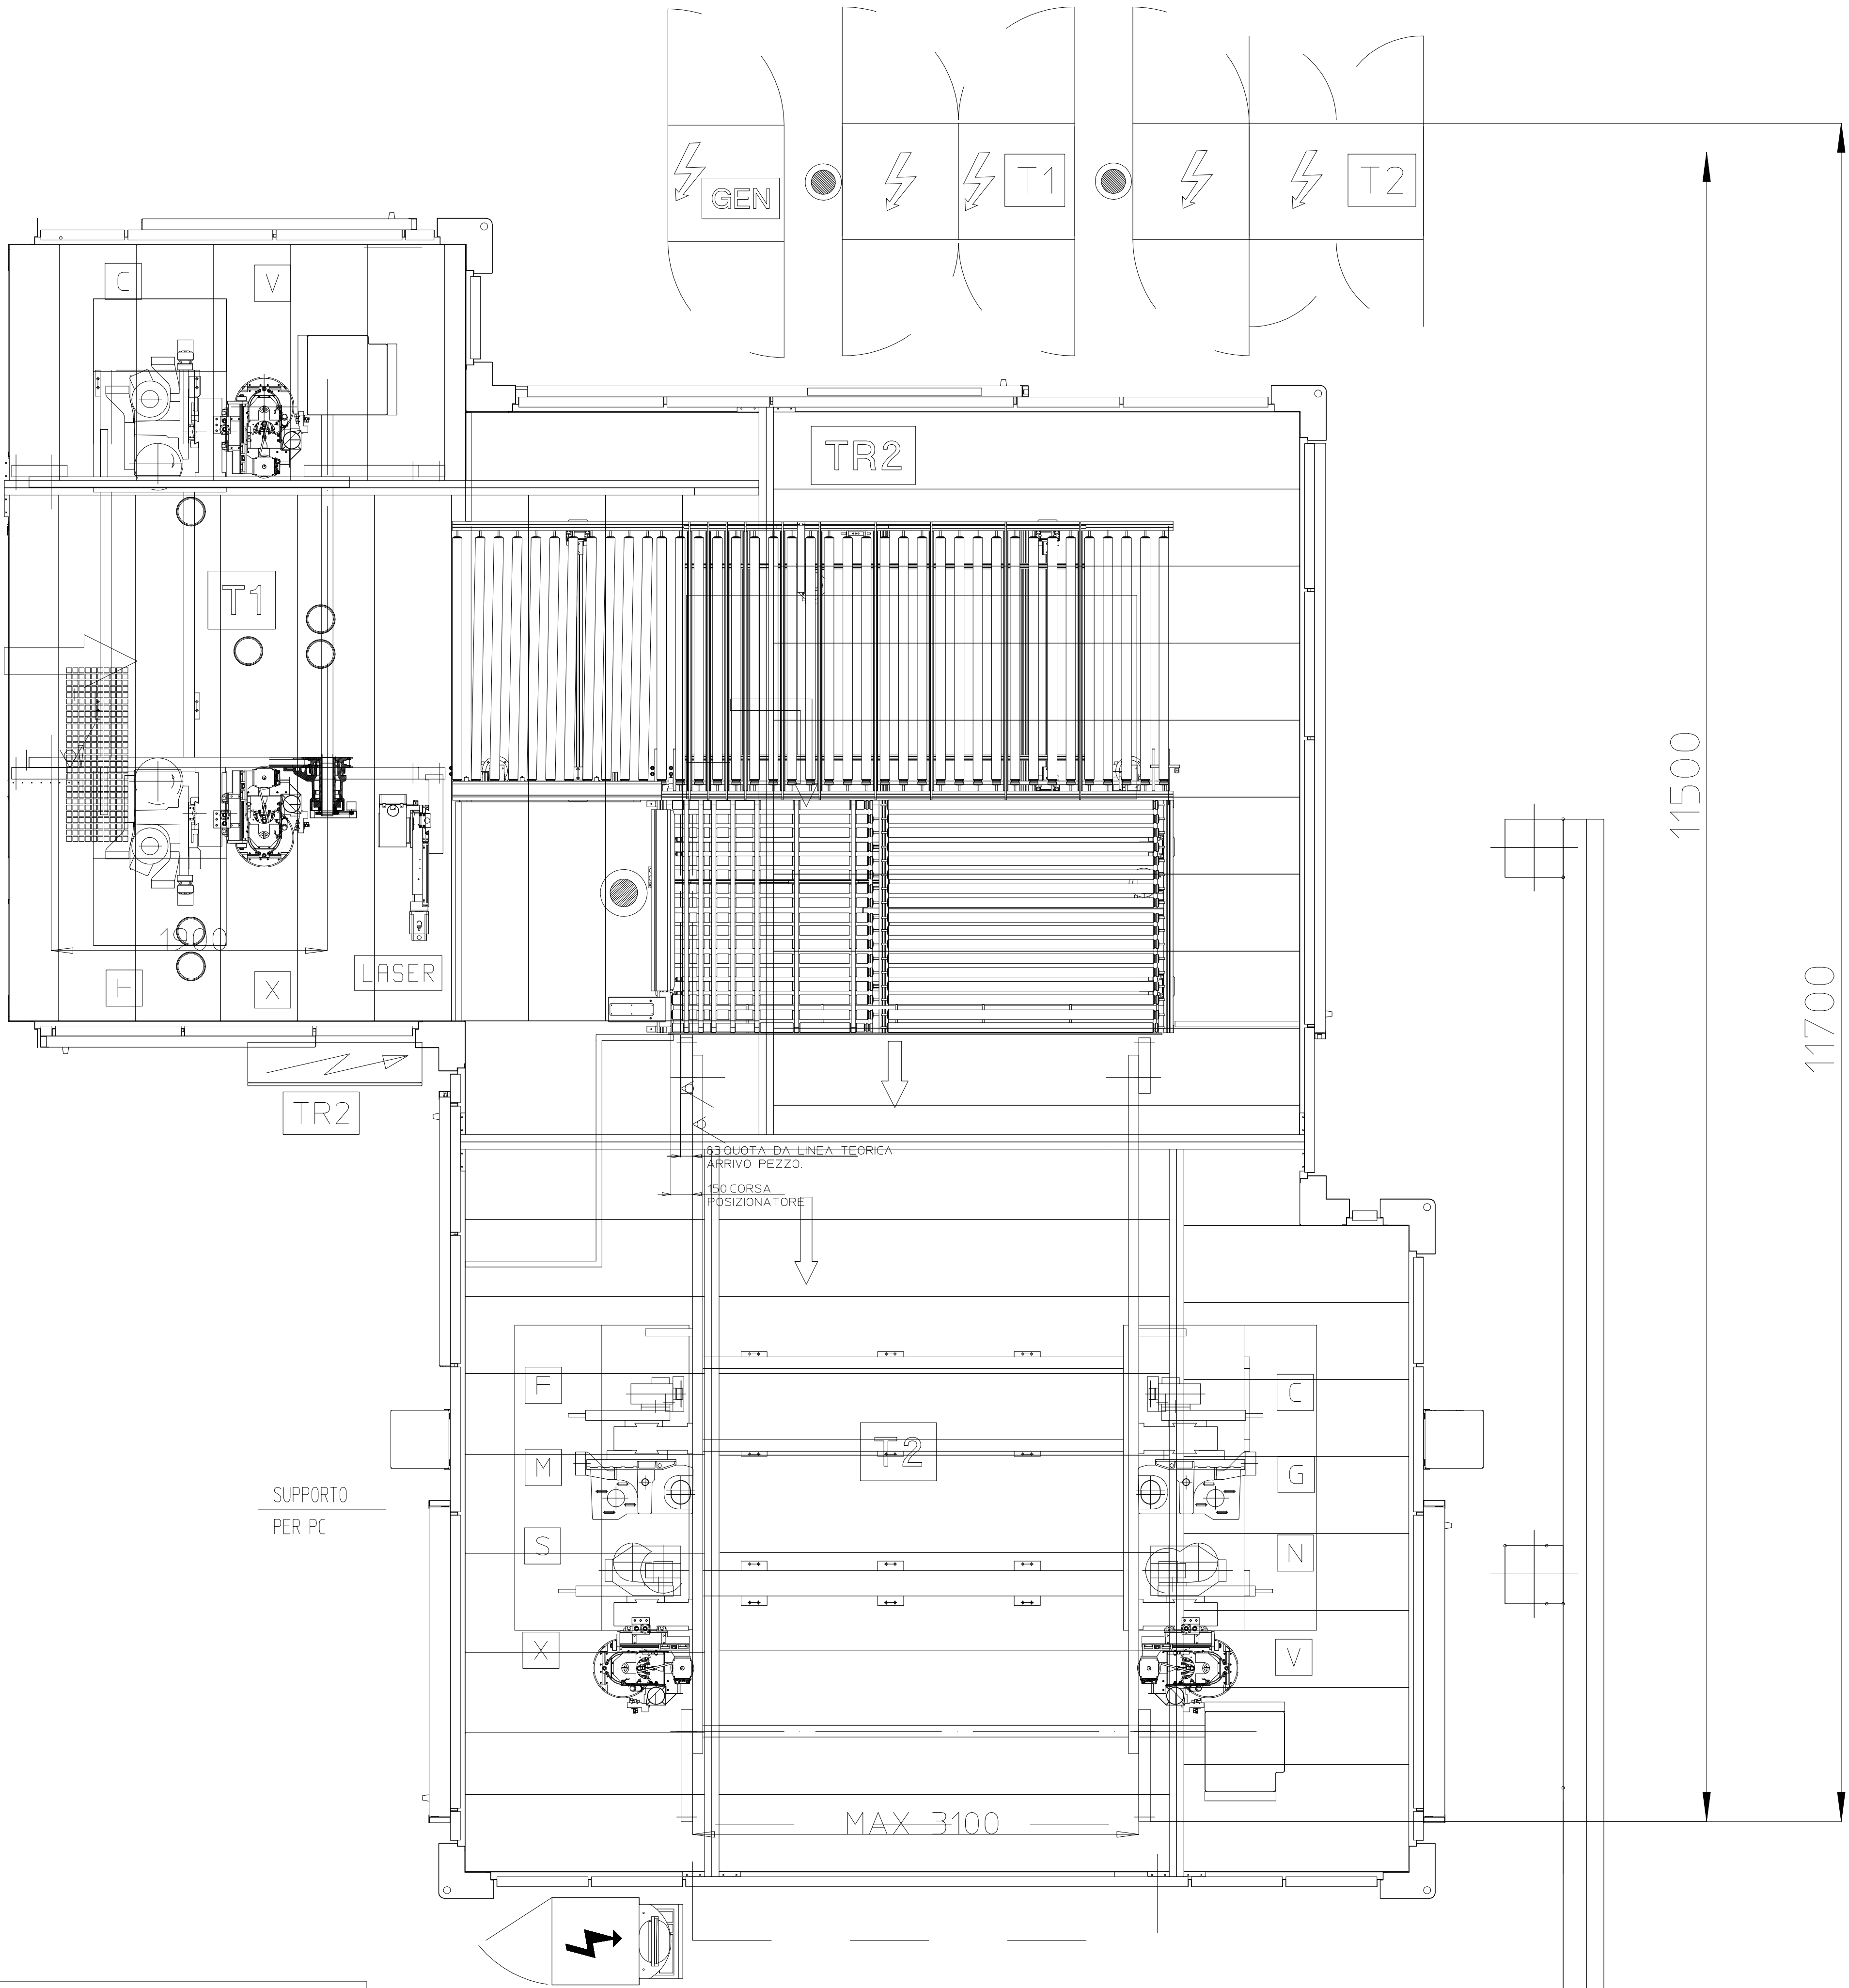 GEN
T1
T2
C
V
TR2
T1
11500
11700
1900
F
X
LASER
TR2
83 QUOTA DA LINEA TEORICA
ARRIVO PEZZO.
150 CORSA
POSIZIONATORE
F
C
T2
M
G
SUPPORTO
PER PC
S
N
X
V
MAX 3100